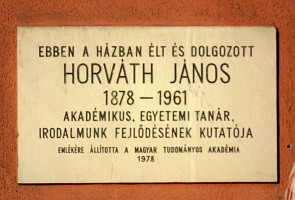 EBBEN A HÁZBAN ÉLT ÉS DOLGOZOTT
HORVÁTH JÁNOS
1878 – 1961
AKADÉMIKUS, EGYETEMI TANÁR,
IRODALMUNK FEJLŐDÉSÉNEK KUTATÓJA
EMLÉKÉRE ÁLLÍTOTTA A MAGYAR TUDOMÁNYOS AKADÉMIA
1978